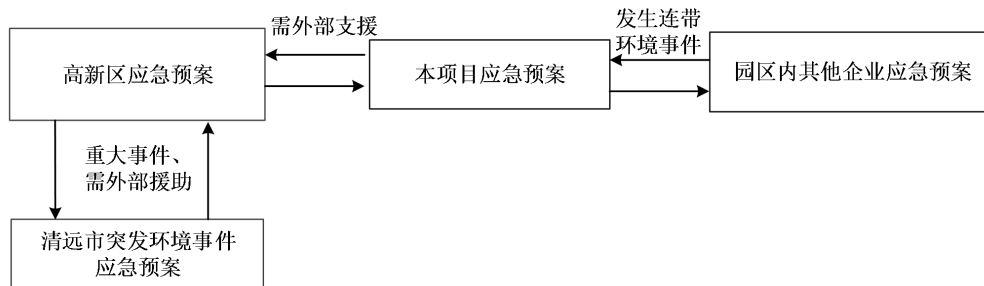 需外部支援
发生连带
环境事件
高新区应急预案
本项目应急预案
园区内其他企业应急预案
重大事件、
需外部援助
清远市突发环境事件
应急预案